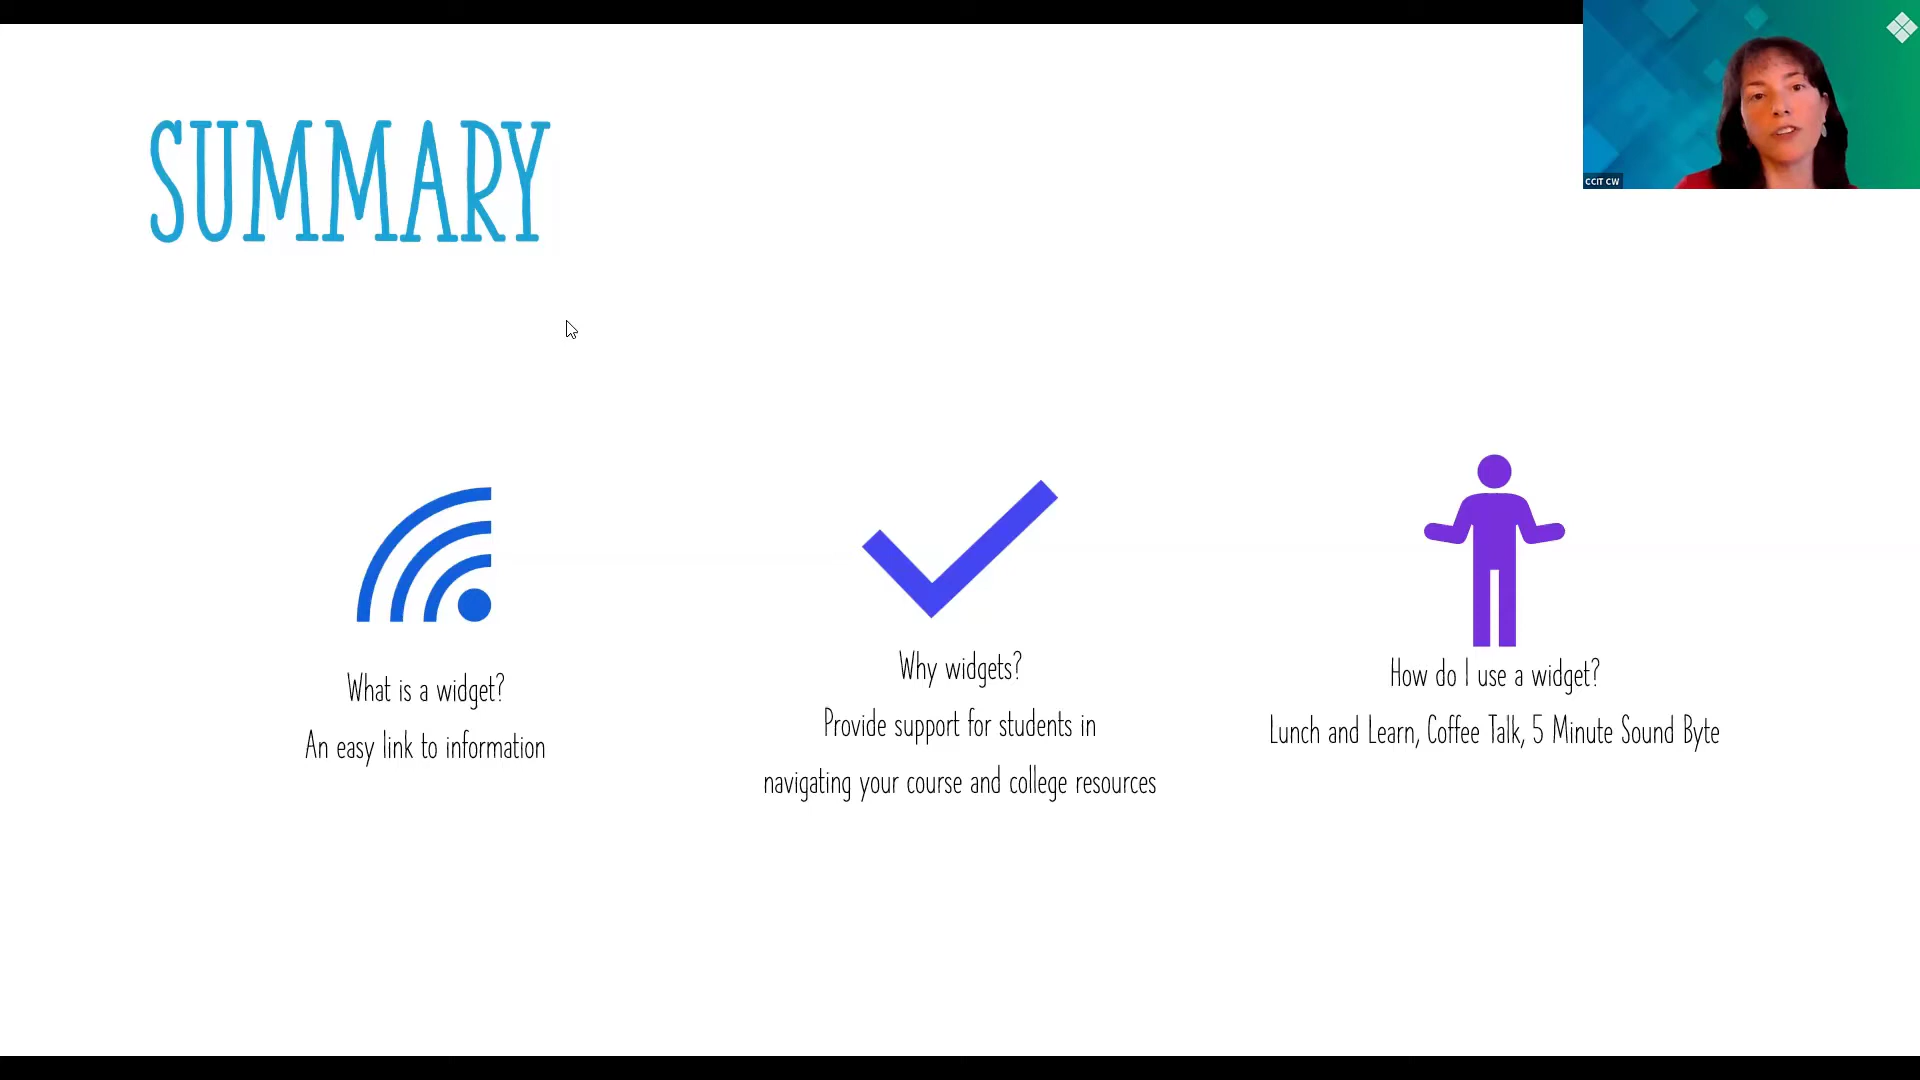 CCIT CW
SUMMARY
What is a widget?
An easy link to information
Why widgets?
Provide support for students in
navigating your course and college resources
How do I use a widget?
Lunch and Learn, Coffee Talk, 5 Minute Sound Byte